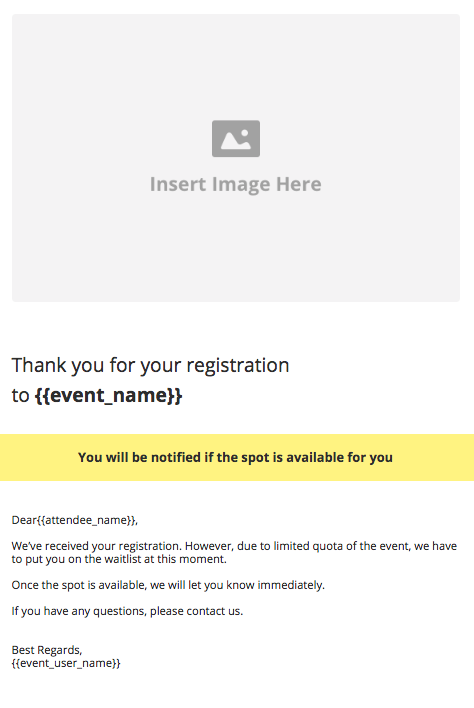 Insert Image Here
Thank you for your registration
to {{event_name}}
You will be notified if the spot is available for you
Dear{{attendee_name}},
We've received your registration. However, due to limited quota of the event, we have
to put you on the waitlist at this moment.
Once the spot is available, we will let you know immediately.
If you have any questions, please contact us.
Best Regards,
{{event_user_name}}